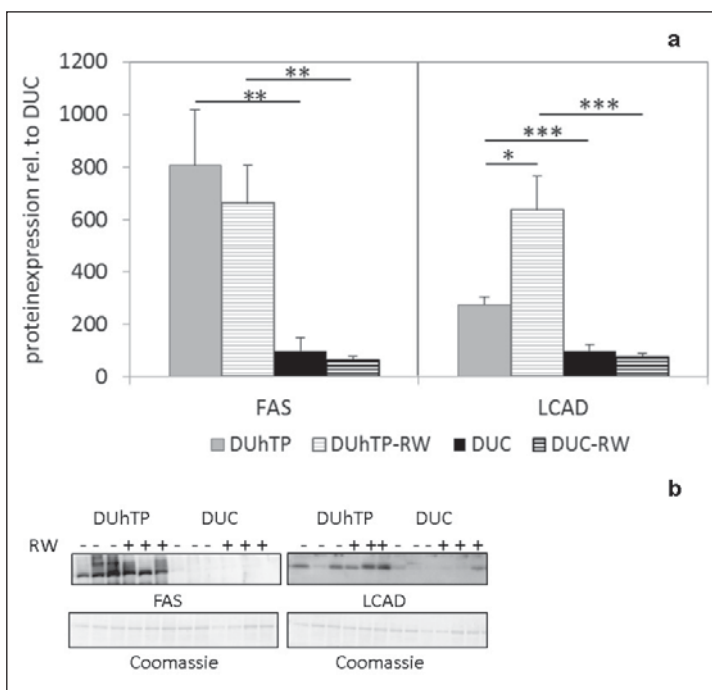 a
proteinexpression rel. to DUC
1200
1000
800
600
400
200
0
**
**
***
***
*
FAS LCAD
DUhTP DUhTP-RW DUC DUC-RW
b
DUhTP DUC DUhTP DUC
RW - - - + + + - - - + + + - - - + + + - - - + + +
FAS LCAD
Coomassie Coomassie